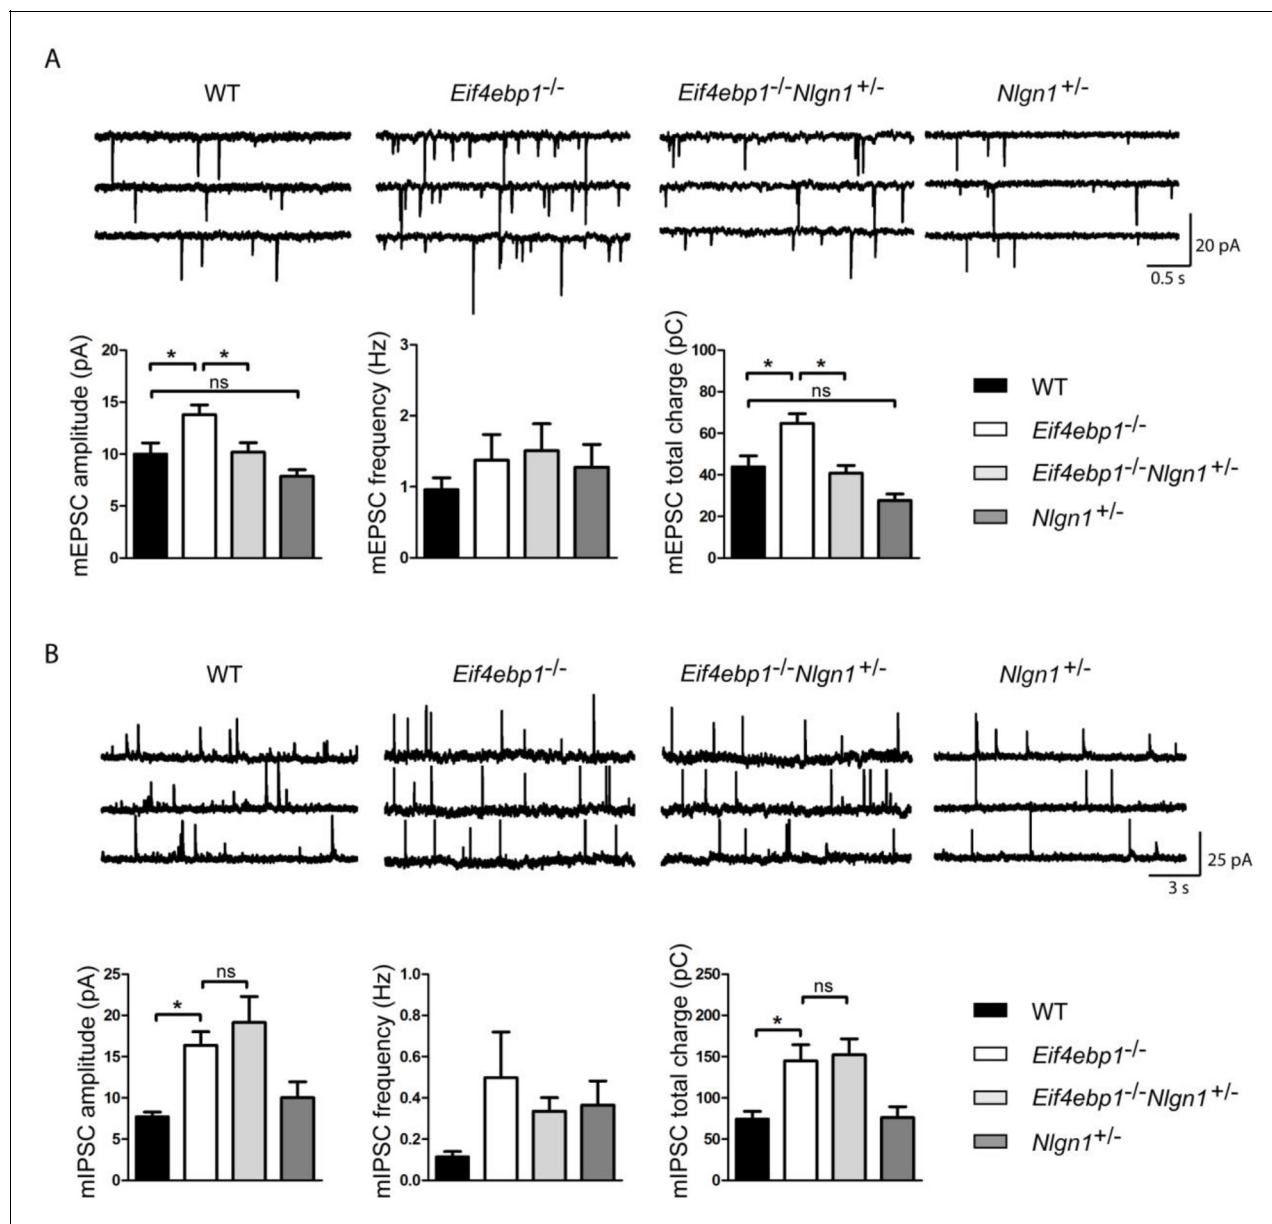 A
WT
Eif4ebp1-/-
Eif4ebp1-/-Nlgn1+/-
Nlgn1+/-
20 pA
0.5 s
mEPSC amplitude (pA)
20
15
10
5
0
*
*
ns
mEPSC frequency (Hz)
3
2
1
0
mEPSC total charge (pC)
100
80
60
40
20
0
*
*
ns
WT
Eif4ebp1-/-
Eif4ebp1-/-Nlgn1+/-
Nlgn1+/-
B
WT
Eif4ebp1-/-
Eif4ebp1-/-Nlgn1+/-
Nlgn1+/-
25 pA
3 s
mIPSC amplitude (pA)
25
20
15
10
5
0
*
ns
mIPSC frequency (Hz)
1.0
0.8
0.6
0.4
0.2
0
mIPSC total charge (pC)
250
200
150
100
50
0
*
ns
WT
Eif4ebp1-/-
Eif4ebp1-/-Nlgn1+/-
Nlgn1+/-